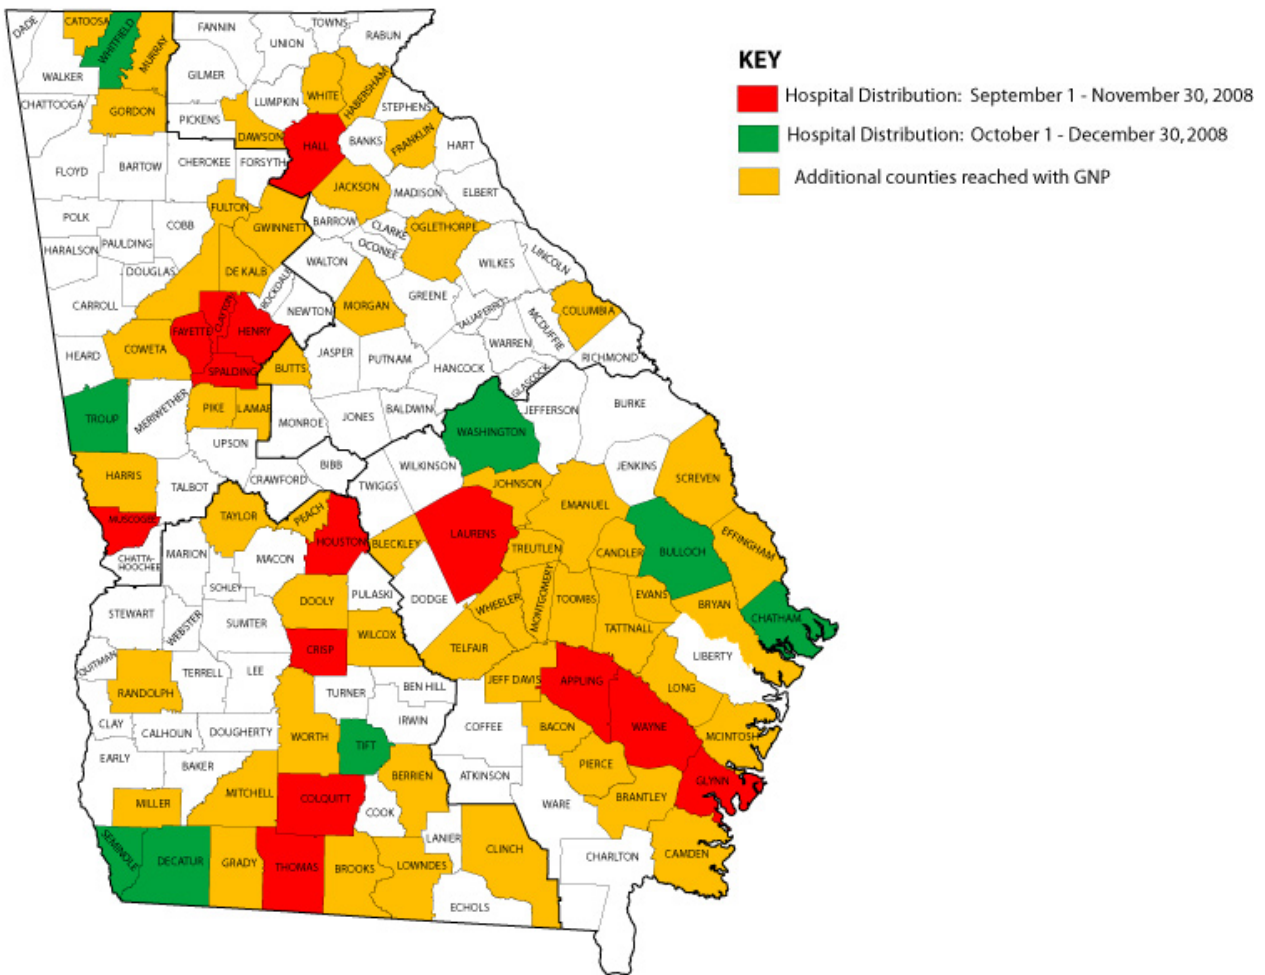 DADE
CATOOSA
WHITFIELD
MURRAY
FANNIN
TOWNS
UNION
RABUN
WALKER
GILMER
CHATTOOGA
GORDON
PICKENS
LUMPKIN
WHITE
HABERSHAM
STEPHENS
DAWSON
HALL
BANKS
FRANKLIN
HART
FLOYD
BARTOW
CHEROKEE
FORSYTH
JACKSON
MADISON
ELBERT
POLK
FULTON
COBB
GWINNETT
BARROW
CLARKE
OCONEE
OGLETHORPE
HARALSON
PAULDING
DOUGLAS
DE KALB
ROCKDALE
WALTON
WILKES
LINCOLN
CARROLL
CLAYTON
NEWTON
MORGAN
GREENE
TALIAFERRO
MCDUFFIE
COLUMBIA
FAYETTE
HENRY
WARREN
RICHMOND
HEARD
COWETA
SPALDING
BUTTS
JASPER
PUTNAM
HANCOCK
GLASCOCK
TROUP
MERIWETHER
PIKE
LAMAR
MONROE
JONES
BALDWIN
WASHINGTON
JEFFERSON
BURKE
UPSON
HARRIS
TALBOT
CRAWFORD
BIBB
TWIGGS
WILKINSON
JOHNSON
JENKINS
SCREVEN
EMANUEL
MUSCOGEE
TAYLOR
PEACH
HOUSTON
BLECKLEY
LAURENS
TREUTLEN
CANDLER
BULLOCH
EFFINGHAM
CHATTA-
HOOCHEE
MARION
MACON
SCHLEY
DOOLY
PULASKI
DODGE
WHEELER
MONTGOMERY
TOOMBS
EVANS
BRYAN
CHATHAM
STEWART
WEBSTER
SUMTER
CRISP
WILCOX
TELFAIR
TATTNALL
LIBERTY
QUITMAN
RANDOLPH
TERRELL
LEE
TURNER
BEN HILL
JEFF DAVIS
APPLING
LONG
CLAY
CALHOUN
DOUGHERTY
WORTH
TIFT
IRWIN
COFFEE
BACON
WAYNE
MCINTOSH
EARLY
BAKER
MITCHELL
BERRIEN
ATKINSON
PIERCE
GLYNN
MILLER
COLQUITT
COOK
WARE
BRANTLEY
SEMINOLE
DECATUR
GRADY
THOMAS
BROOKS
LOWNDES
LANIER
CLINCH
CHARLTON
CAMDEN
ECHOLS
KEY
Hospital Distribution: September 1 - November 30, 2008
Hospital Distribution: October 1 - December 30, 2008
Additional counties reached with GNP